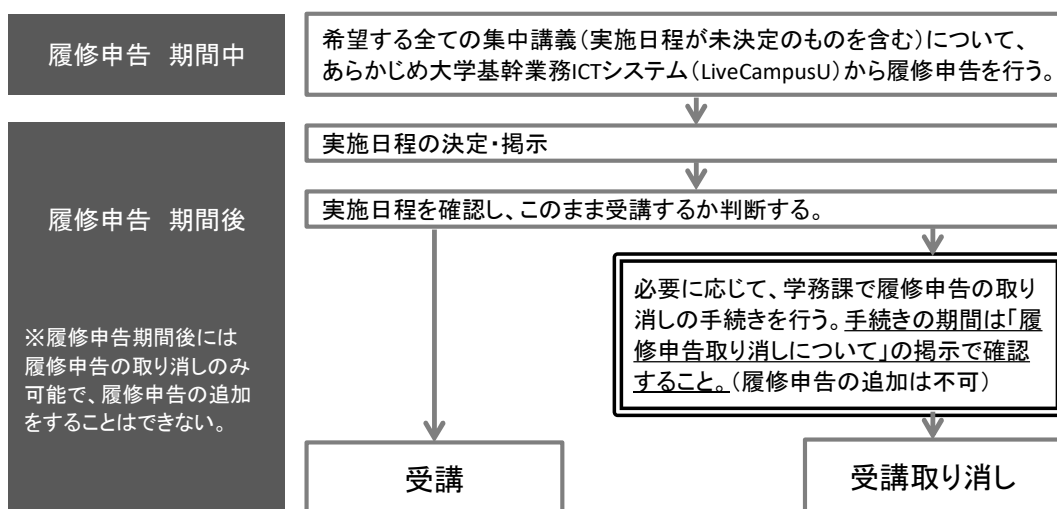 履修申告　期間中
希望する全ての集中講義(実施日程が未決定のものを含む)について、
あらかじめ大学基幹業務ICTシステム(LiveCampusU)から履修申告を行う。
履修申告　期間後
※履修申告期間後には
履修申告の取り消しのみ
可能で、履修申告の追加
をすることはできない。
実施日程の決定・掲示
実施日程を確認し、このまま受講するか判断する。
必要に応じて、学務課で履修申告の取り
消しの手続きを行う。手続きの期間は「履
修申告取り消しについて」の掲示で確認
すること。(履修申告の追加は不可)
受講
受講取り消し